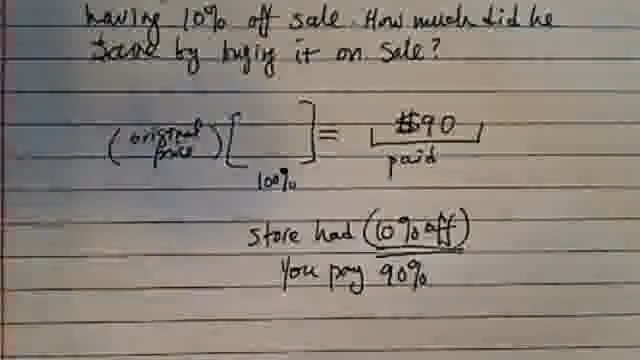 having 10% off sale. How much did he
save by buying it on sale?
(original price) [ ] = $90
100% paid
store had (10% off)
You pay 90%